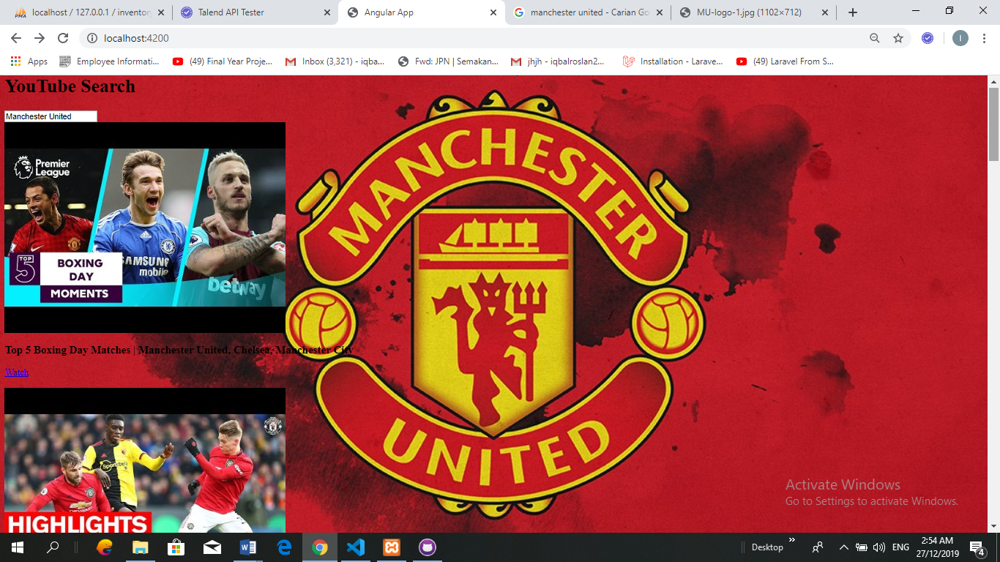 localhost / 127.0.0.1 / inventory
Talend API Tester
Angular App
manchester united - Carian Go
MU-logo-1.jpg (1102×712)
localhost:4200
I
Apps
Employee Informati...
(49) Final Year Proje...
Inbox (3,321) - iqba...
Fwd: JPN | Semakan...
jhjh - iqbalroslan2...
Installation - Larave...
(49) Laravel From S...
YouTube Search
Manchester United
Premier
League
SAMSUNG
mobile
betway
TOP
5
BOXING
DAY
MOMENTS
MANCHESTER
UNITED
Top 5 Boxing Day Matches | Manchester United, Chelsea, Manchester City
Watch
HIGHLIGHTS
Activate Windows
Go to Settings to activate Windows.
Desktop
ENG
2:54 AM
27/12/2019
4